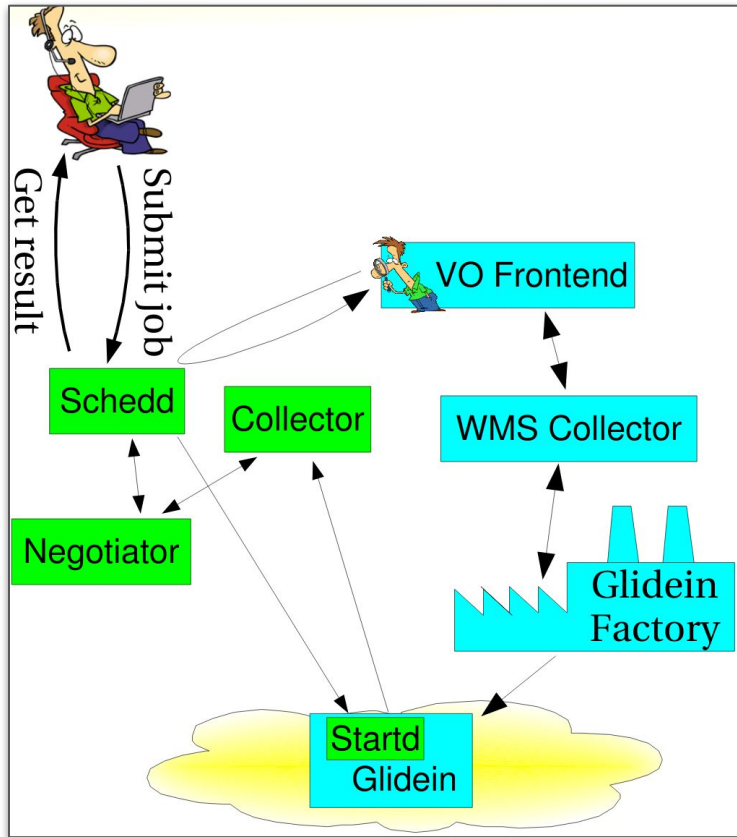 Get result
Submit job
VO Frontend
Schedd
Collector
WMS Collector
Negotiator
Glidein
Factory
Startd
Glidein